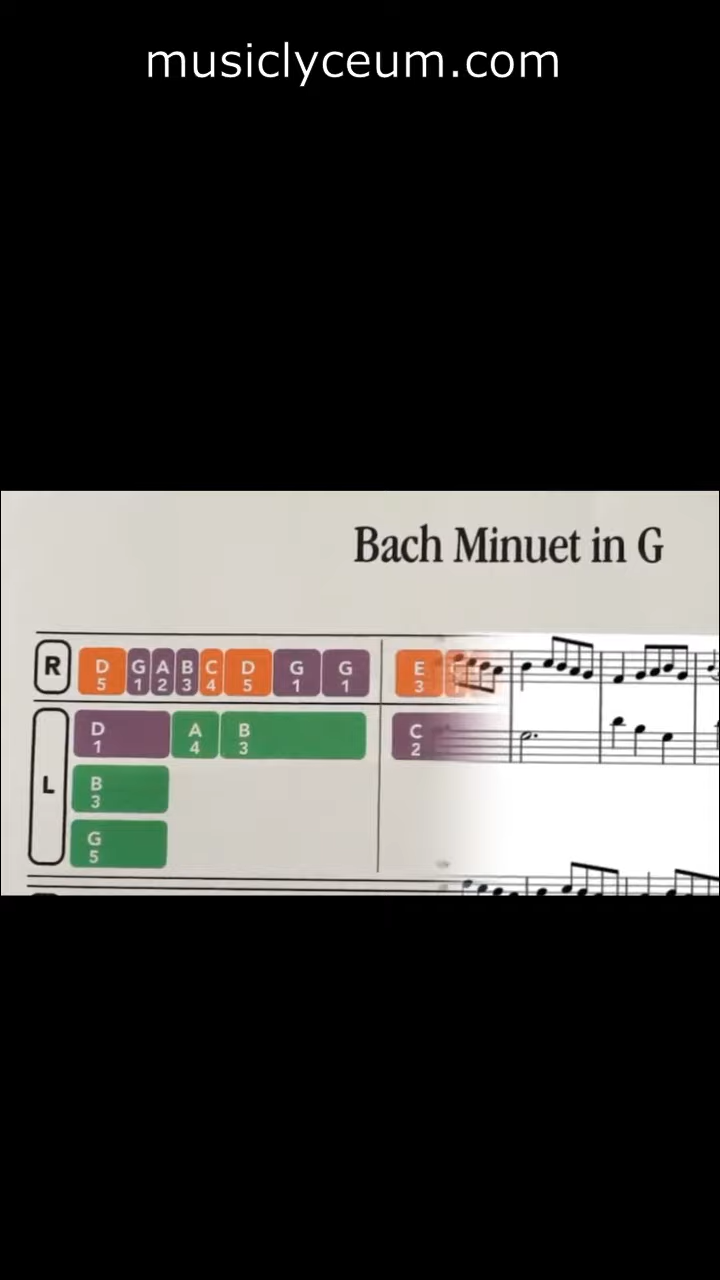 musiclyceum.com
Bach Minuet in G
R
D G A B C D G G E
5 1 2 3 4 5 1 1 3
L
D A B C
1 4 3 2
B
3
G
5